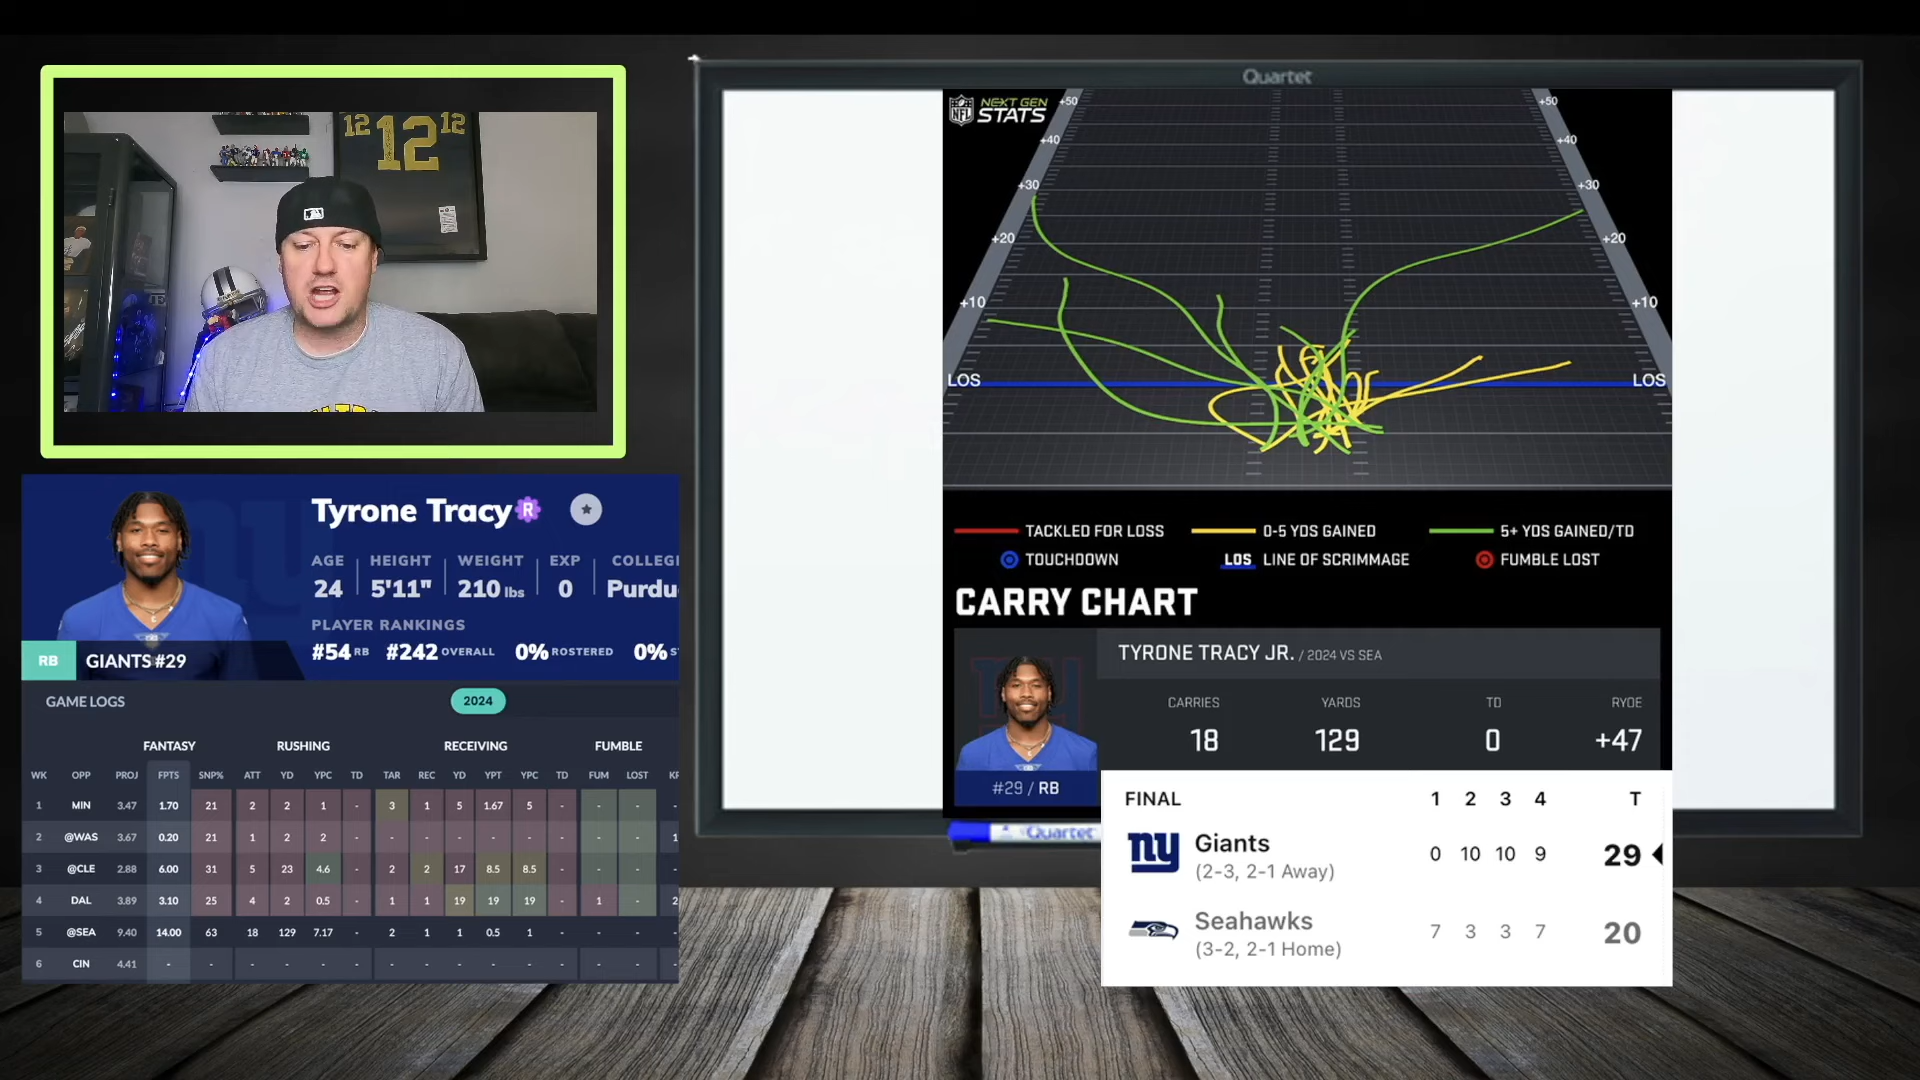 12 12 12
Tyrone Tracy R
AGE HEIGHT WEIGHT EXP
24 5'11" 210 lbs 0 Purdu
PLAYER RANKINGS
#54 RB #242 OVERALL 0% ROSTERED 0%
RB GIANTS #29
GAME LOGS 2024
FANTASY RUSHING RECEIVING FUMBLE
WK OPP PROJ FPTS SNP% ATT YD YPC TD TAR REC YD YPT YPC TD FUM LOST
1 MIN 3.47 1.70 21 2 2 1 - 3 1 5 1.67 5 - - - -
2 @WAS 3.67 0.20 21 1 2 2 - - - - - - - - - 1
3 @CLE 2.88 6.00 31 5 23 4.6 - 2 2 17 8.5 8.5 - - - -
4 DAL 3.89 3.10 25 4 2 0.5 - 1 1 19 19 19 - 1 - 2
5 @SEA 9.40 14.00 63 18 129 7.17 - 2 1 1 0.5 1 - - - -
6 CIN 4.41 - - - - - - - - - - - - - - -
Quartet
NFL NEXT GEN STATS
+50 +50
+40 +40
+30 +30
+20 +20
+10 +10
LOS LOS
TACKLED FOR LOSS 0-5 YDS GAINED 5+ YDS GAINED/TD
TOUCHDOWN LOS LINE OF SCRIMMAGE FUMBLE LOST
CARRY CHART
TYRONE TRACY JR. / 2024 VS SEA
CARRIES YARDS TD RYOE
18 129 0 +47
#29 / RB
Quartet
FINAL 1 2 3 4 T
ny Giants 0 10 10 9 29
(2-3, 2-1 Away)
Seahawks 7 3 3 7 20
(3-2, 2-1 Home)